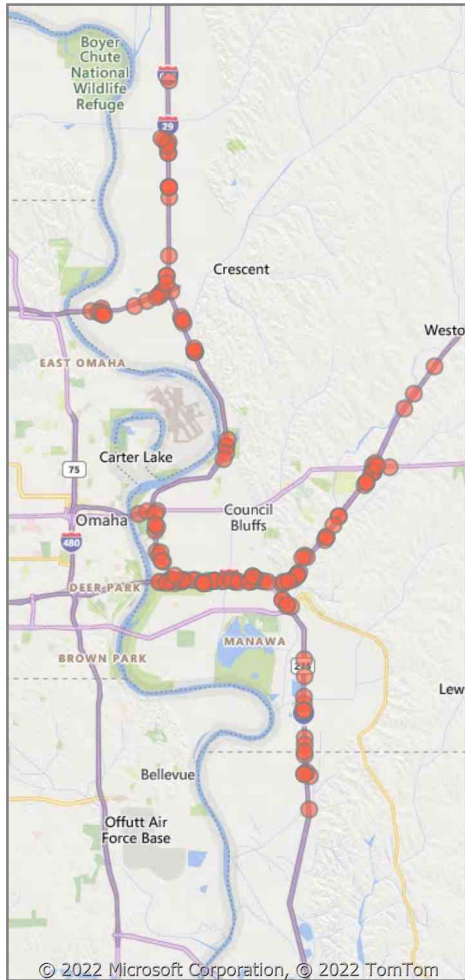 Boyer
Chute
National
Wildlife
Refuge
29
Crescent
Westo
EAST OMAHA
Carter Lake
75
Omaha
Council
Bluffs
480
DEER PARK
MANAWA
BROWN PARK
Lew
Bellevue
Offutt Air
Force Base
© 2022 Microsoft Corporation, © 2022 TomTom